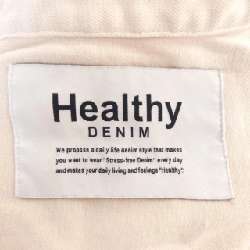 Healthy
DENIM
We propose a daily life denim style that makes
you want to wear "Stress-free Denim" every day
and makes your daily living and feelings "Healthy".